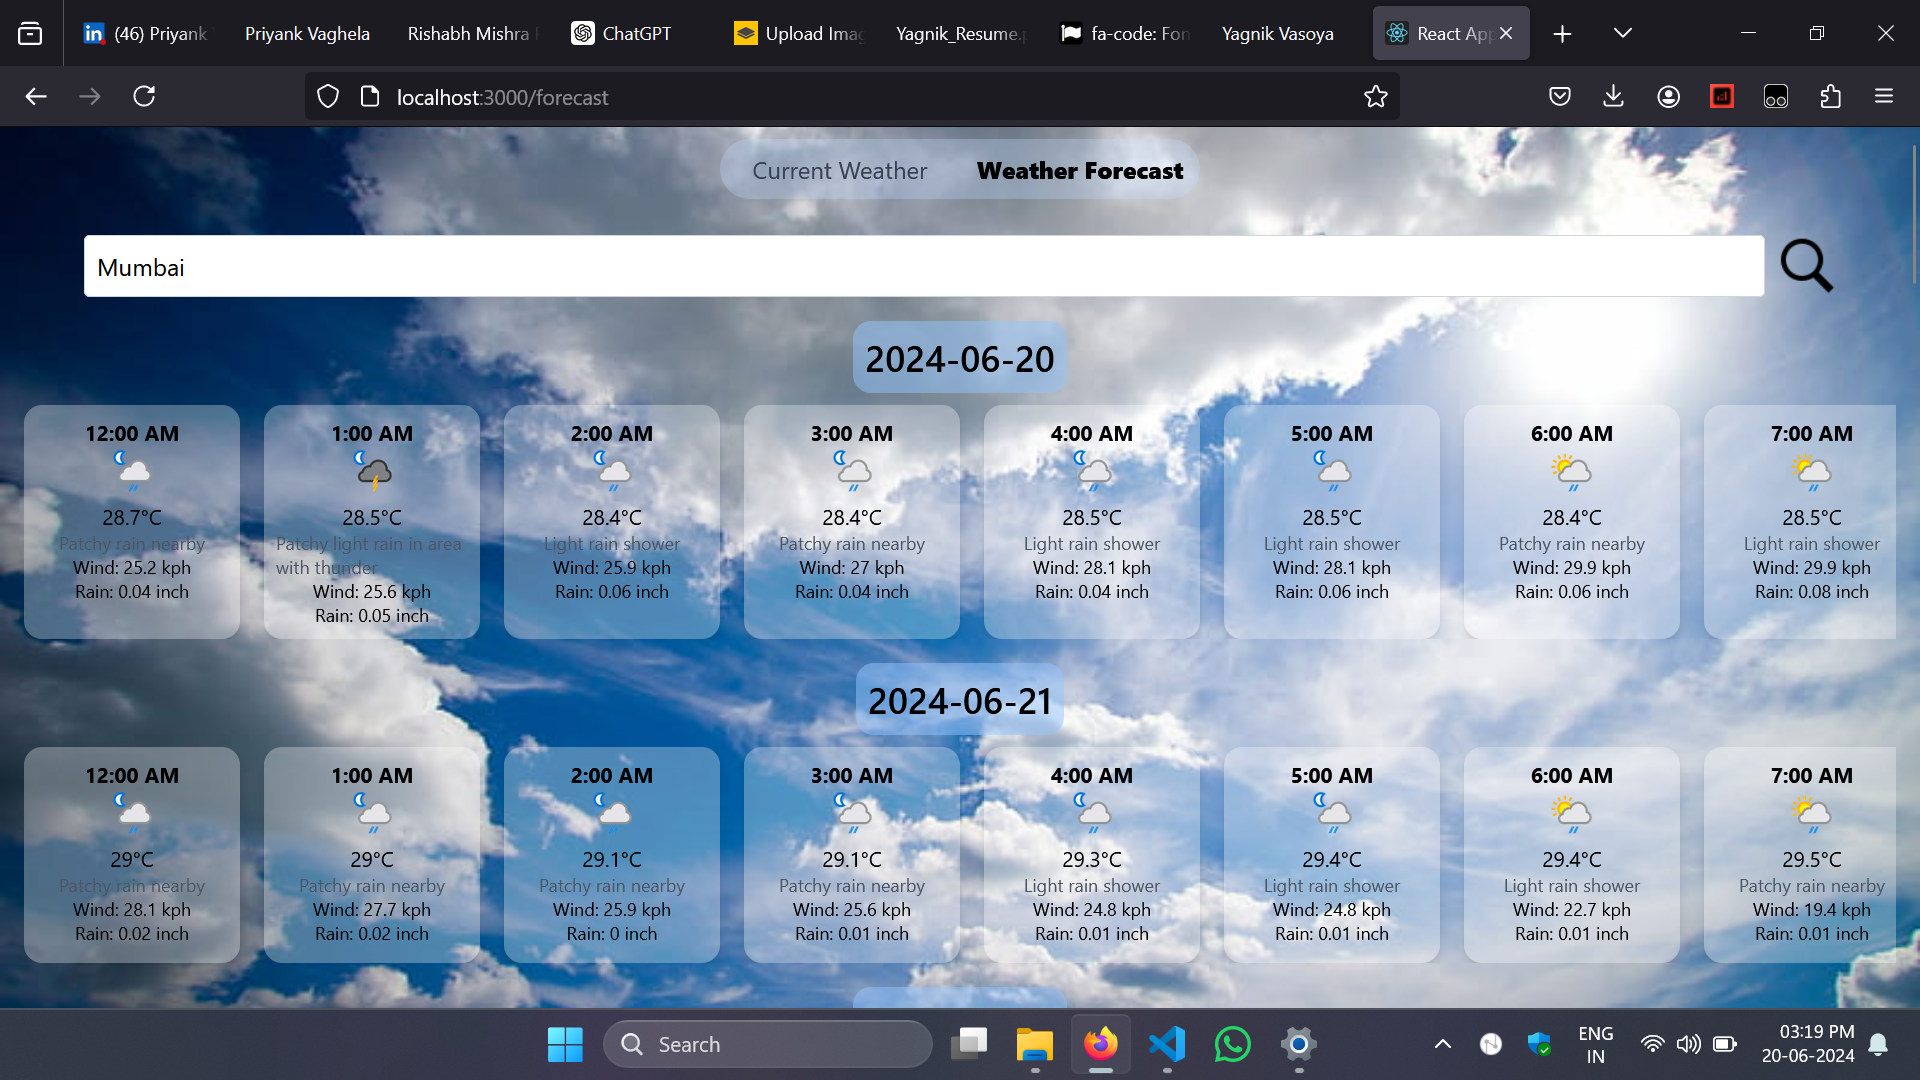 (46) Priyank
Priyank Vaghela
Rishabh Mishra
ChatGPT
Upload Imag
Yagnik_Resume.p
fa-code: Fon
Yagnik Vasoya
React App
localhost:3000/forecast
Current Weather
Weather Forecast
Mumbai
2024-06-20
12:00 AM
28.7°C
Patchy rain nearby
Wind: 25.2 kph
Rain: 0.04 inch
1:00 AM
28.5°C
Patchy light rain in area
with thunder
Wind: 25.6 kph
Rain: 0.05 inch
2:00 AM
28.4°C
Light rain shower
Wind: 25.9 kph
Rain: 0.06 inch
3:00 AM
28.4°C
Patchy rain nearby
Wind: 27 kph
Rain: 0.04 inch
4:00 AM
28.5°C
Light rain shower
Wind: 28.1 kph
Rain: 0.04 inch
5:00 AM
28.5°C
Light rain shower
Wind: 28.1 kph
Rain: 0.06 inch
6:00 AM
28.4°C
Patchy rain nearby
Wind: 29.9 kph
Rain: 0.06 inch
7:00 AM
28.5°C
Light rain shower
Wind: 29.9 kph
Rain: 0.08 inch
2024-06-21
12:00 AM
29°C
Patchy rain nearby
Wind: 28.1 kph
Rain: 0.02 inch
1:00 AM
29°C
Patchy rain nearby
Wind: 27.7 kph
Rain: 0.02 inch
2:00 AM
29.1°C
Patchy rain nearby
Wind: 25.9 kph
Rain: 0 inch
3:00 AM
29.1°C
Patchy rain nearby
Wind: 25.6 kph
Rain: 0.01 inch
4:00 AM
29.3°C
Light rain shower
Wind: 24.8 kph
Rain: 0.01 inch
5:00 AM
29.4°C
Light rain shower
Wind: 24.8 kph
Rain: 0.01 inch
6:00 AM
29.4°C
Light rain shower
Wind: 22.7 kph
Rain: 0.01 inch
7:00 AM
29.5°C
Patchy rain nearby
Wind: 19.4 kph
Rain: 0.01 inch
Search
ENG
IN
03:19 PM
20-06-2024